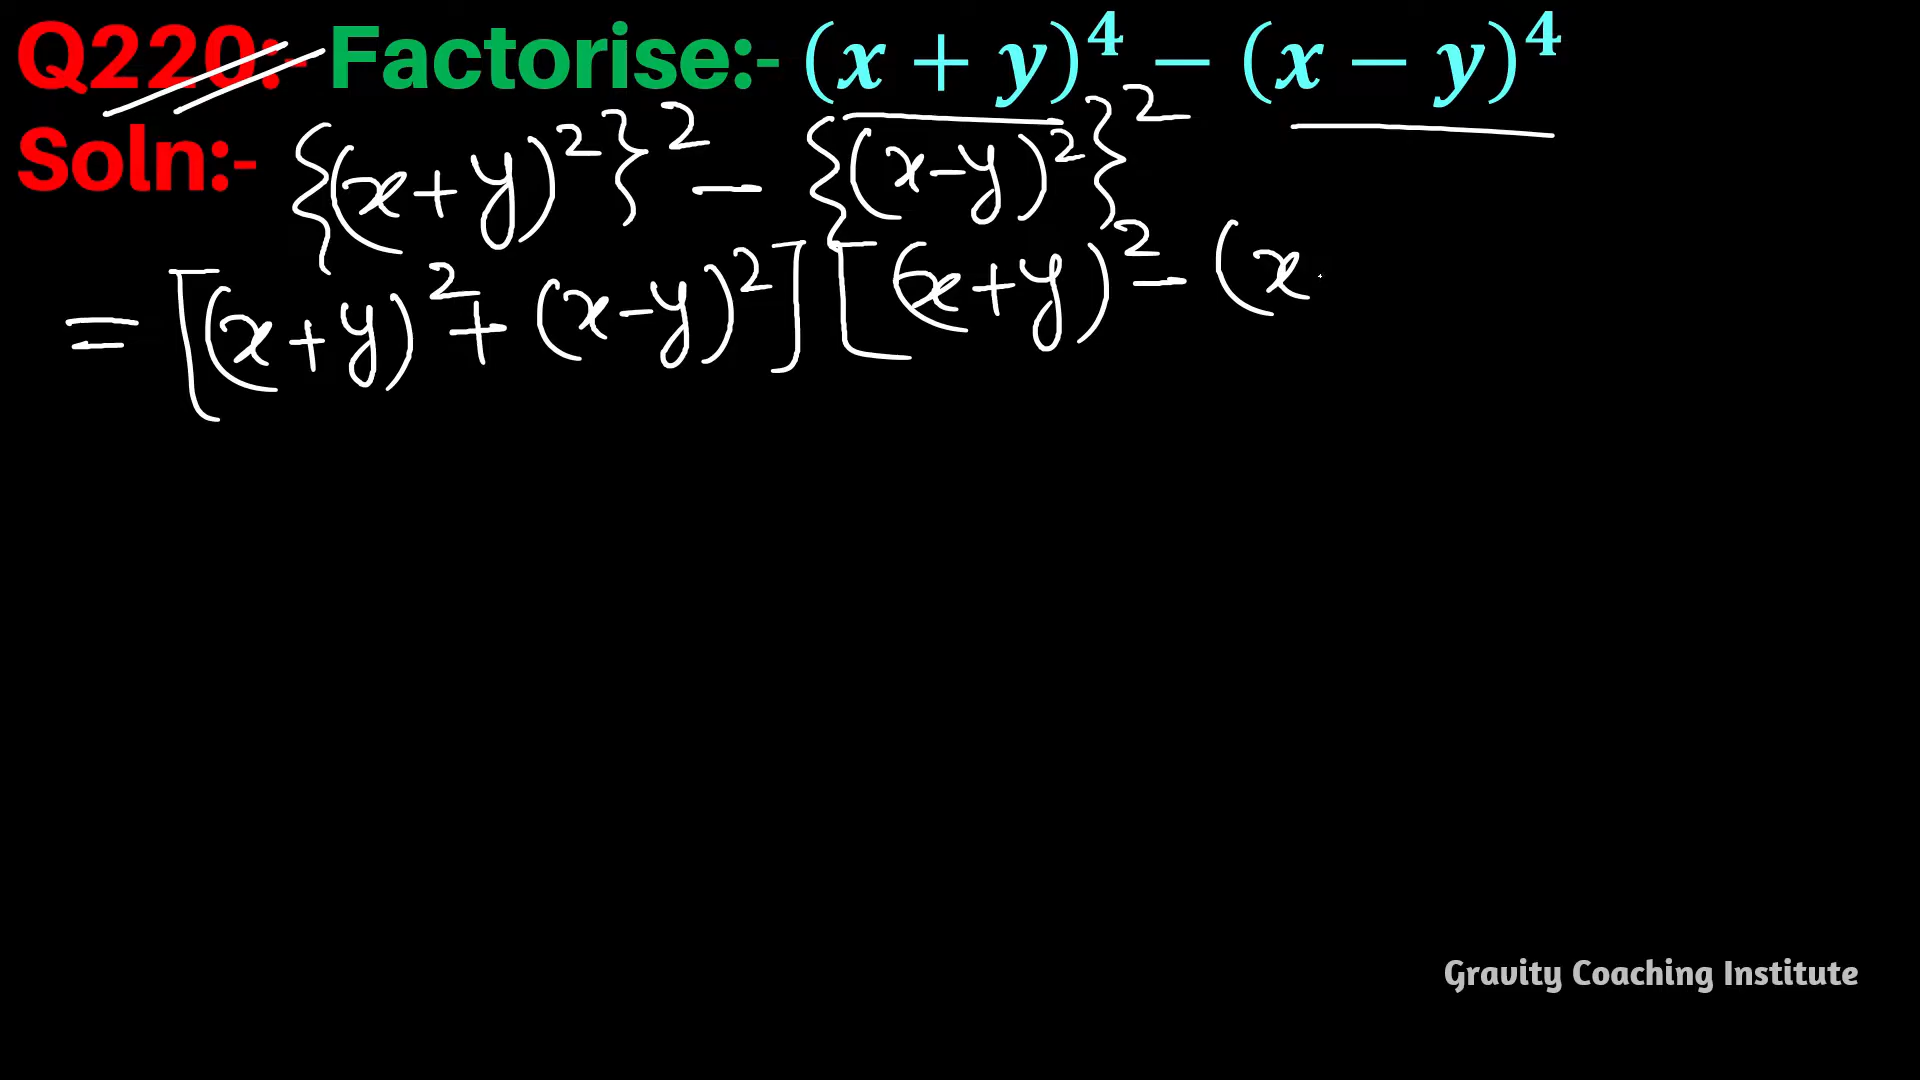 Q220:- Factorise:- (x + y)⁴ − (x − y)⁴
Soln:- {(x+y)²}² − {(x-y)²}²
= [(x+y)² + (x-y)²] [(x+y)² − (x
Gravity Coaching Institute